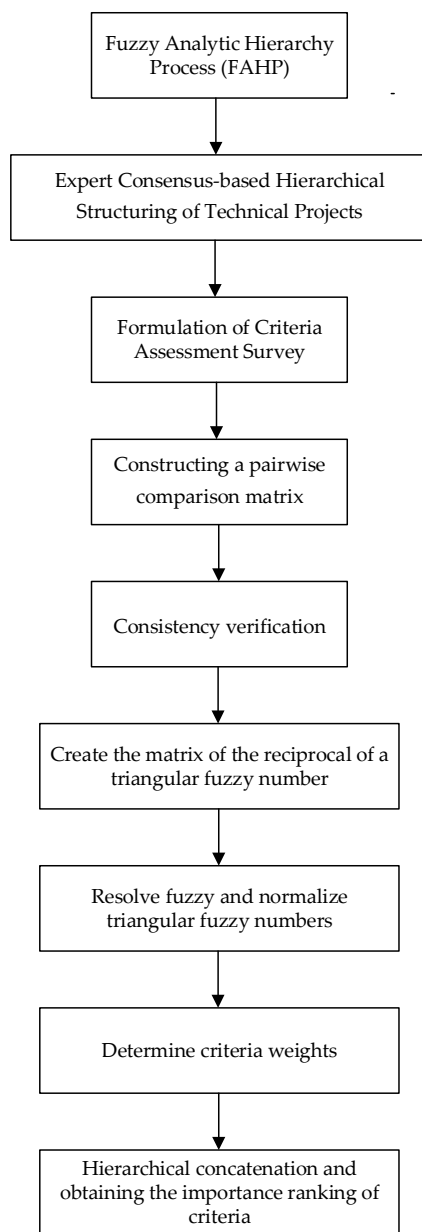 Fuzzy Analytic Hierarchy
Process (FAHP)
-
Expert Consensus-based Hierarchical
Structuring of Technical Projects
Formulation of Criteria
Assessment Survey
Constructing a pairwise
comparison matrix
Consistency verification
Create the matrix of the reciprocal of a
triangular fuzzy number
Resolve fuzzy and normalize
triangular fuzzy numbers
Determine criteria weights
Hierarchical concatenation and
obtaining the importance ranking of
criteria